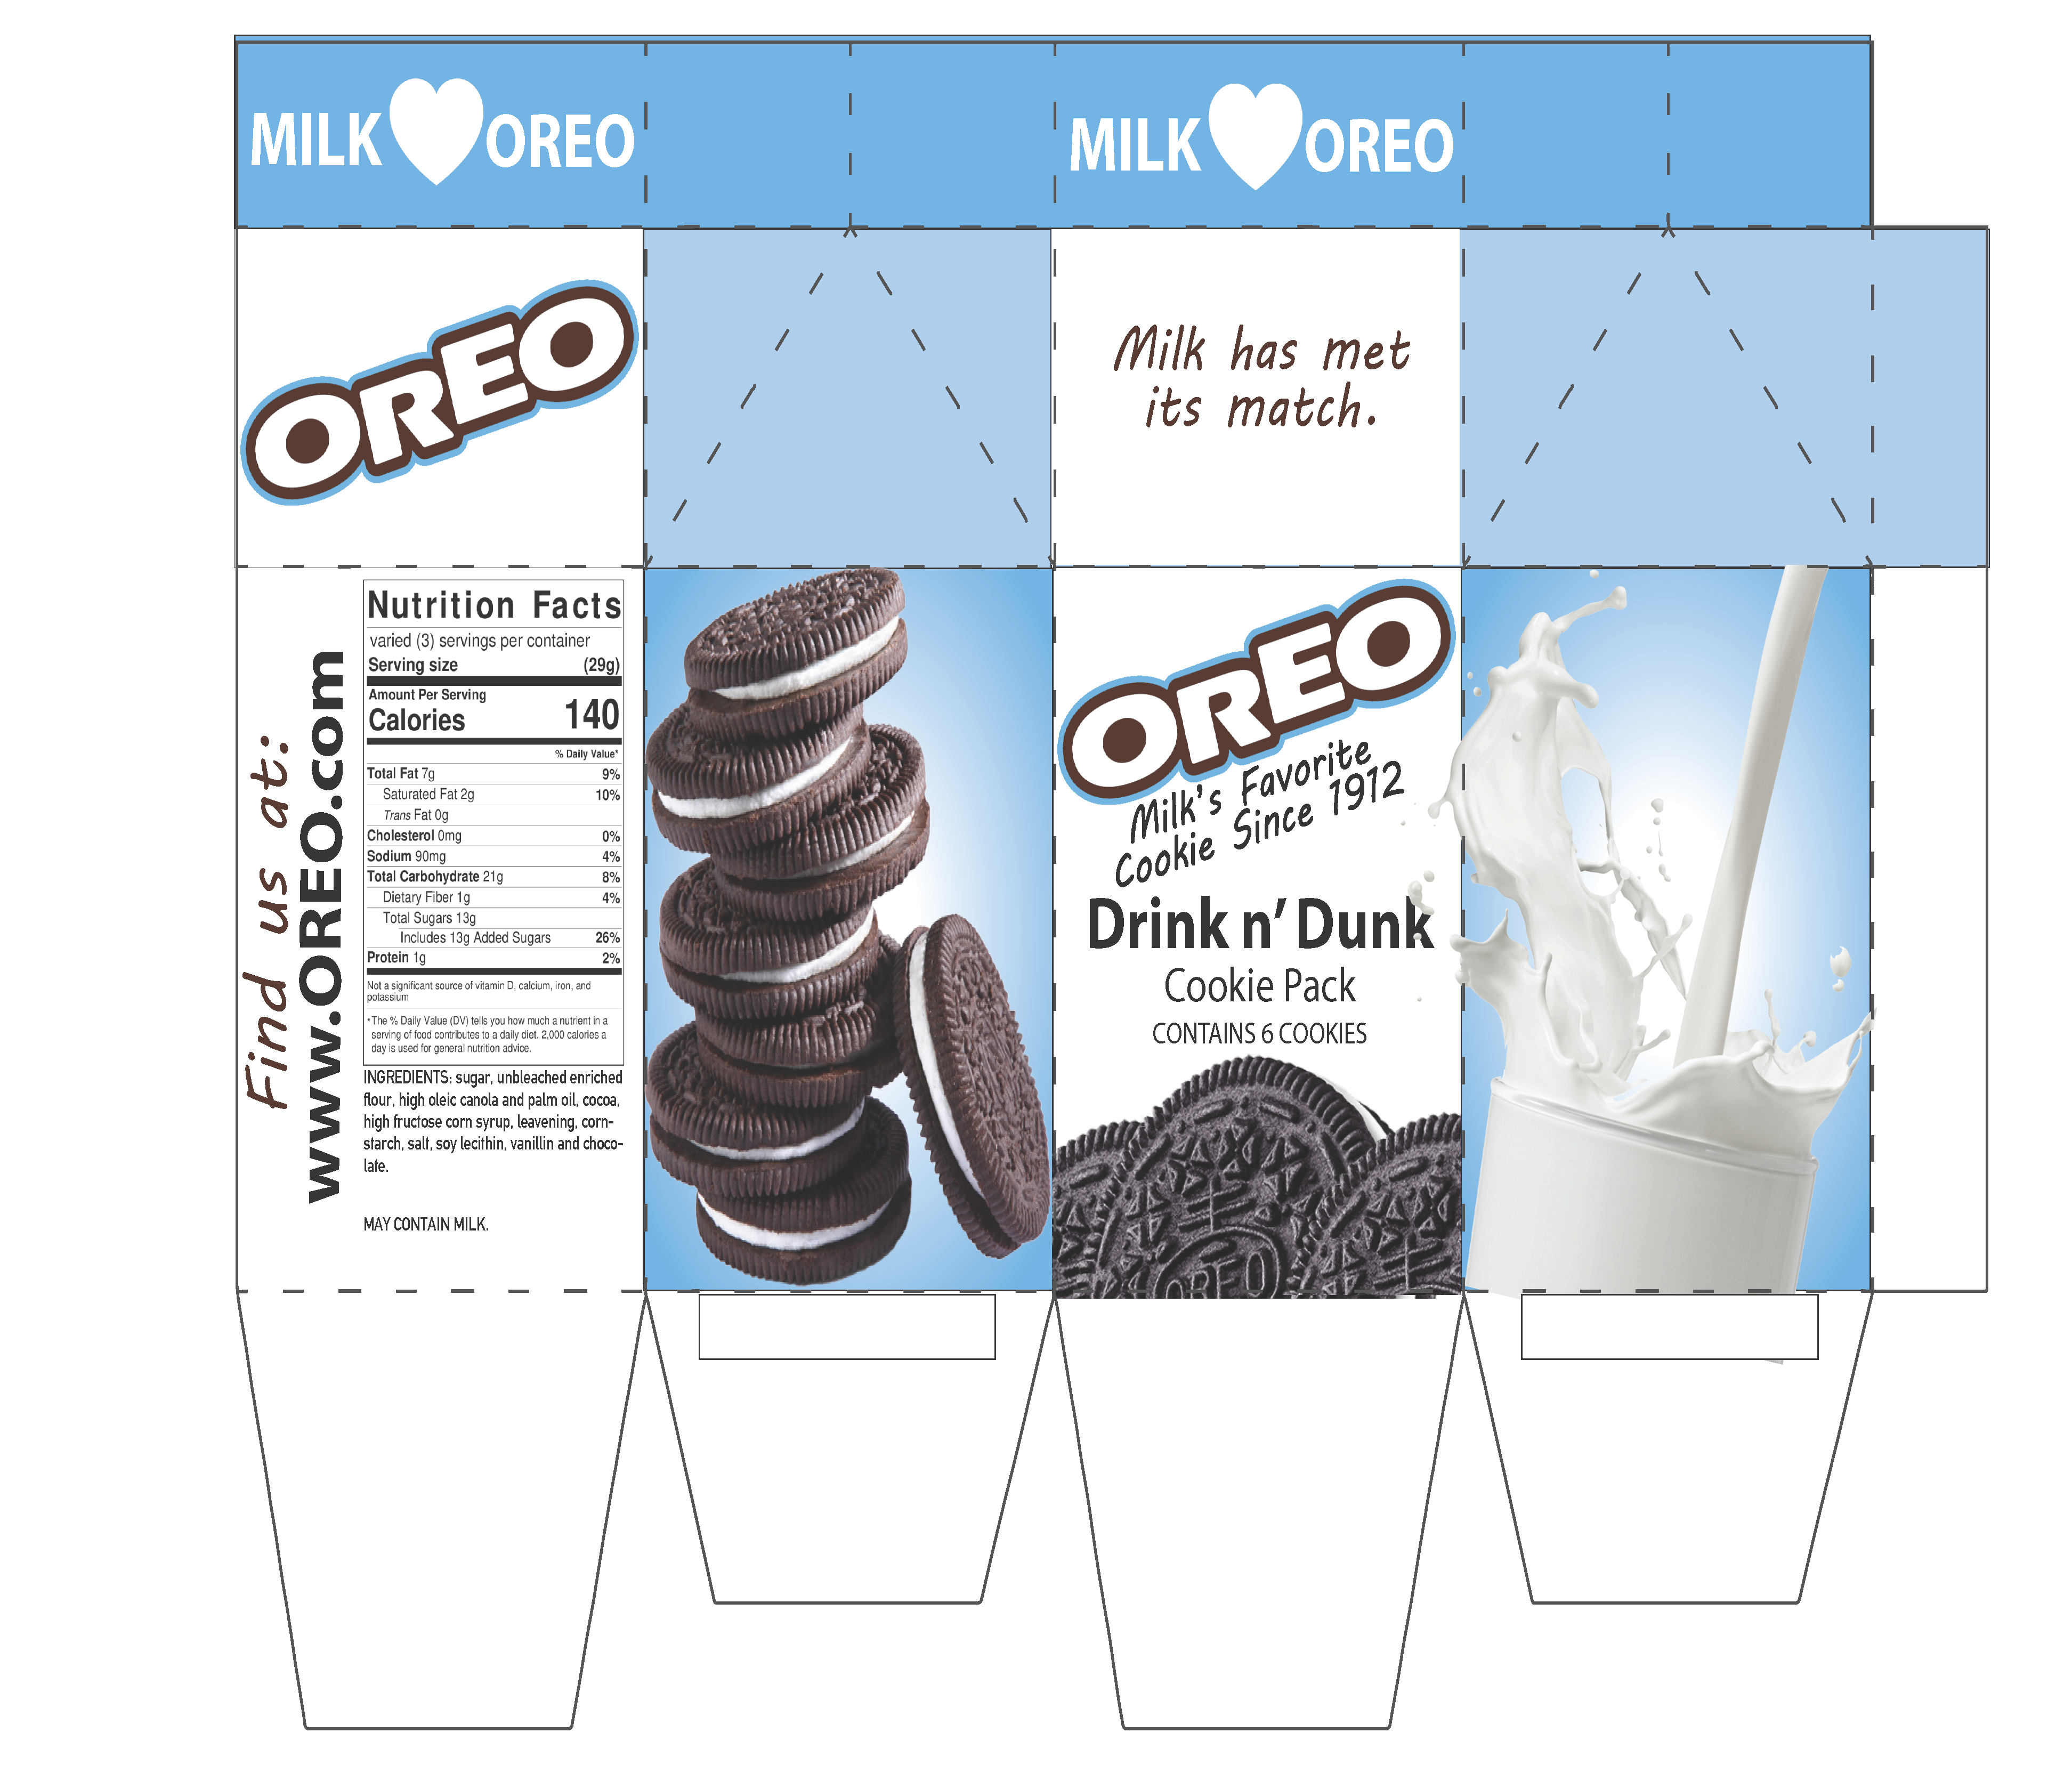 MILK OREO
MILK OREO
OREO
Milk has met
its match.
Find us at:
www.OREO.com
Nutrition Facts
varied (3) servings per container
Serving size (29g)
Amount Per Serving
Calories 140
% Daily Value*
Total Fat 7g 9%
Saturated Fat 2g 10%
Trans Fat 0g
Cholesterol 0mg 0%
Sodium 90mg 4%
Total Carbohydrate 21g 8%
Dietary Fiber 1g 4%
Total Sugars 13g
Includes 13g Added Sugars 26%
Protein 1g 2%
Not a significant source of vitamin D, calcium, iron, and
potassium
*The % Daily Value (DV) tells you how much a nutrient in a
serving of food contributes to a daily diet. 2,000 calories a
day is used for general nutrition advice.
INGREDIENTS: sugar, unbleached enriched
flour, high oleic canola and palm oil, cocoa,
high fructose corn syrup, leavening, corn-
starch, salt, soy lecithin, vanillin and choco-
late.
MAY CONTAIN MILK.
OREO
Milk's Favorite
Cookie Since 1912
Drink n' Dunk
Cookie Pack
CONTAINS 6 COOKIES
OREO